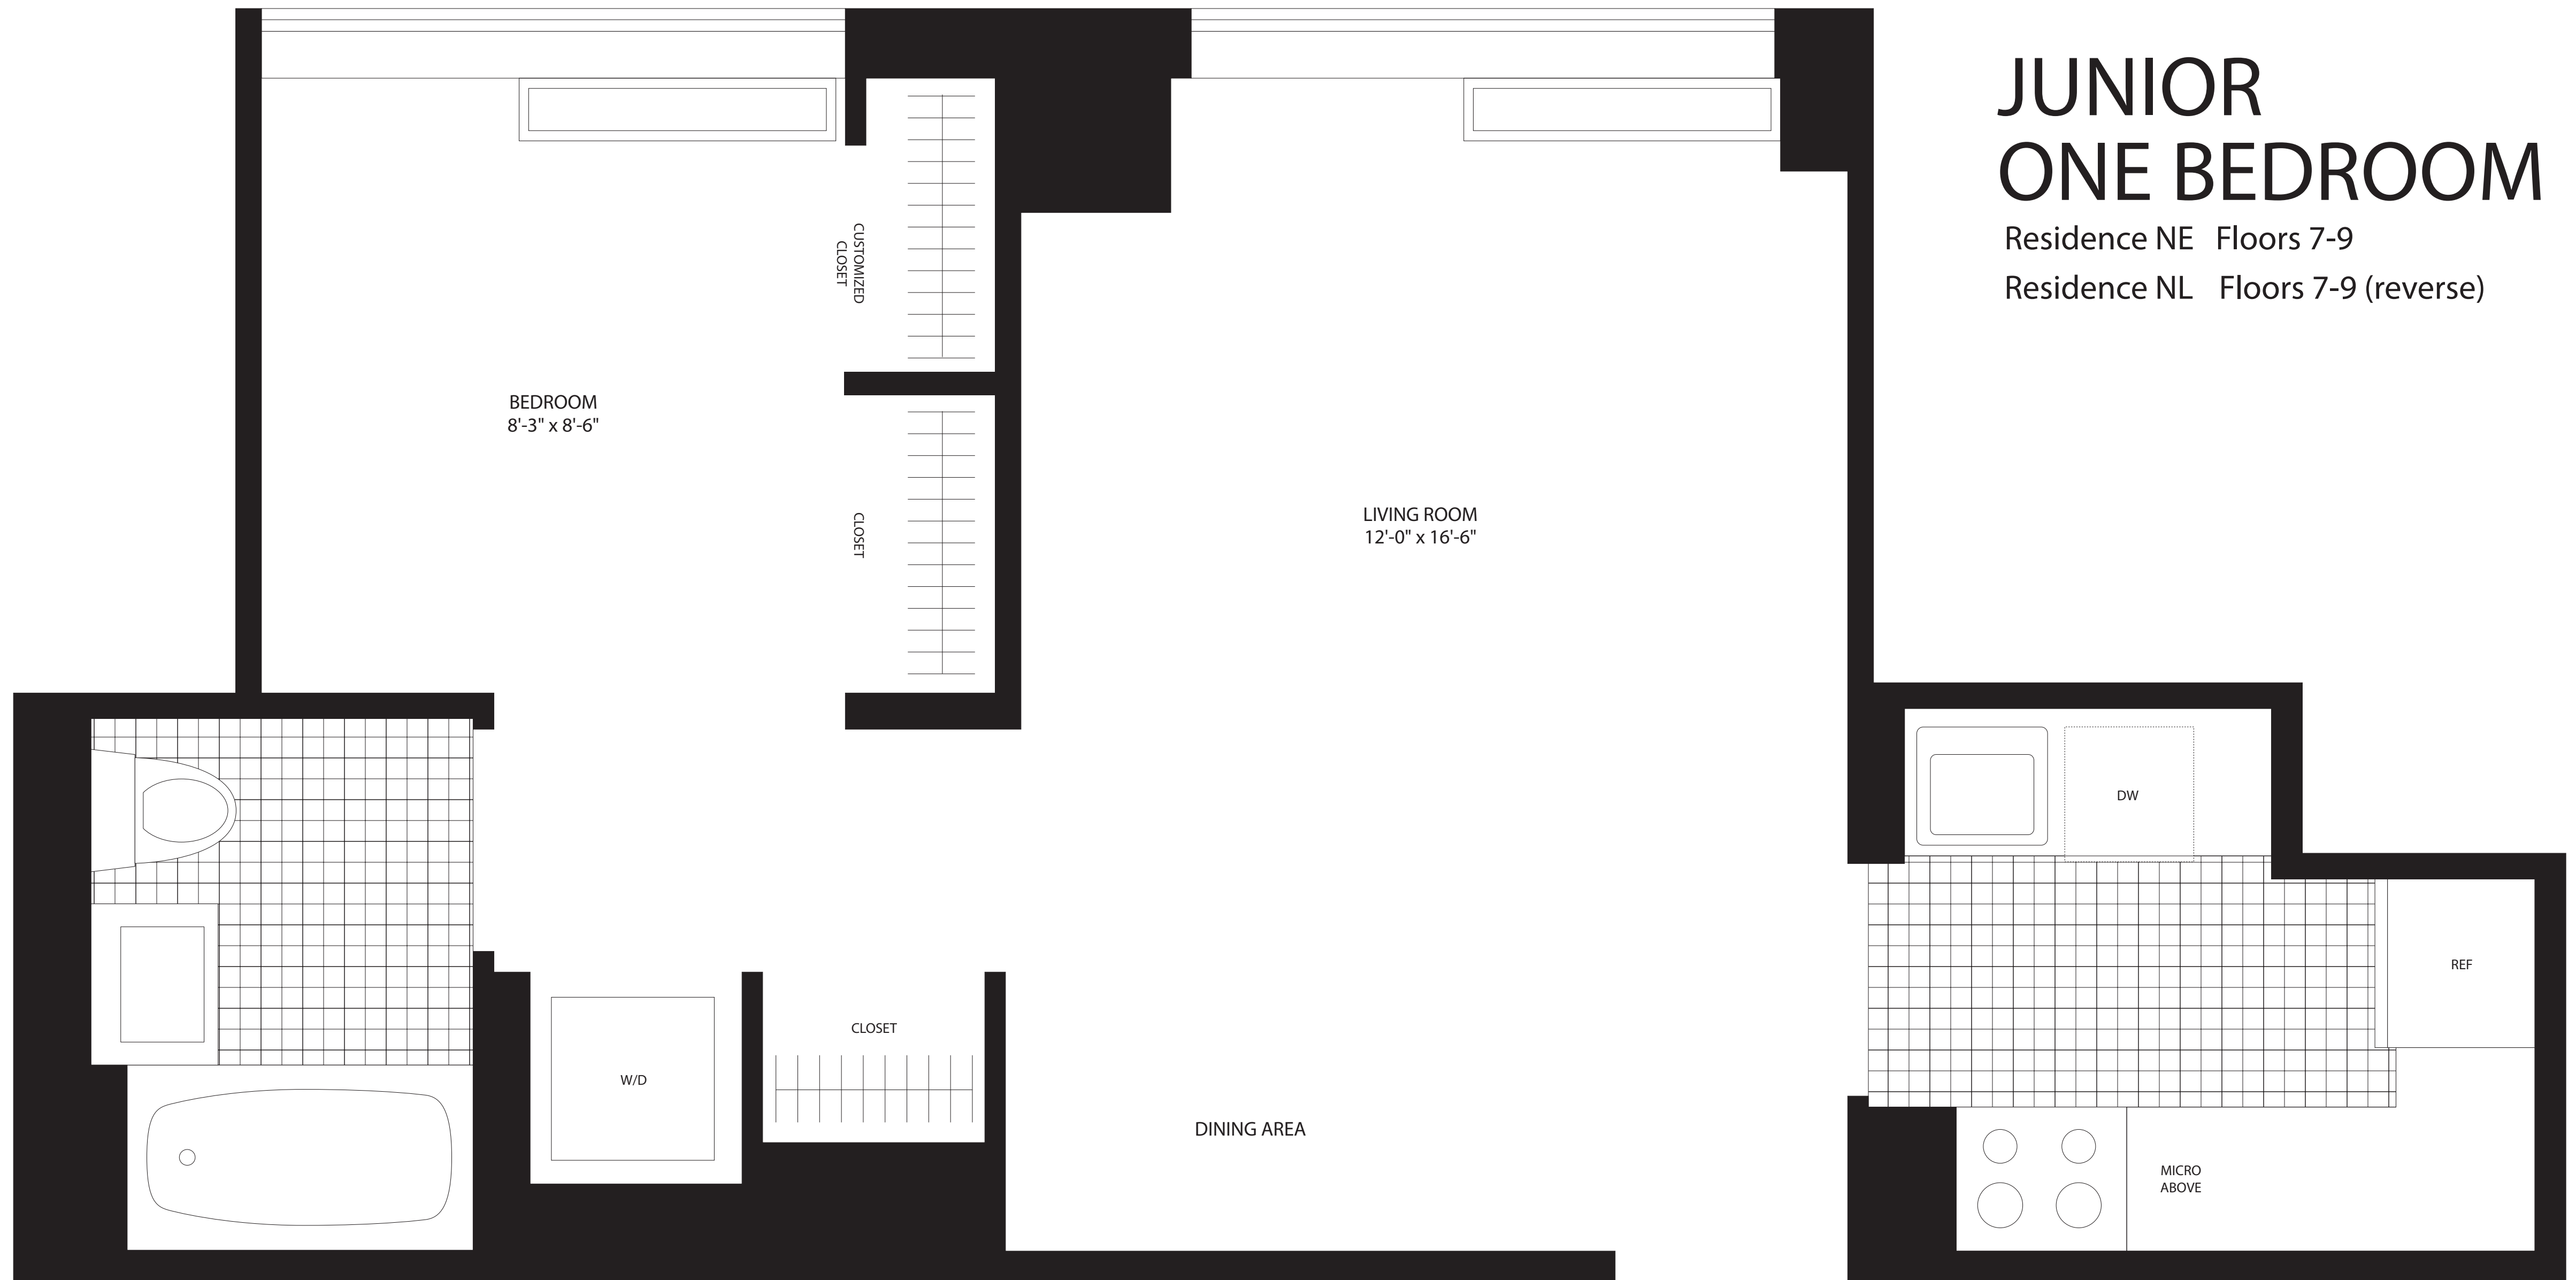 JUNIOR
ONE BEDROOM
Residence NE Floors 7-9
Residence NL Floors 7-9 (reverse)
CUSTOMIZED
CLOSET
BEDROOM
8'-3" x 8'-6"
CLOSET
LIVING ROOM
12'-0" x 16'-6"
DW
REF
CLOSET
W/D
DINING AREA
MICRO
ABOVE